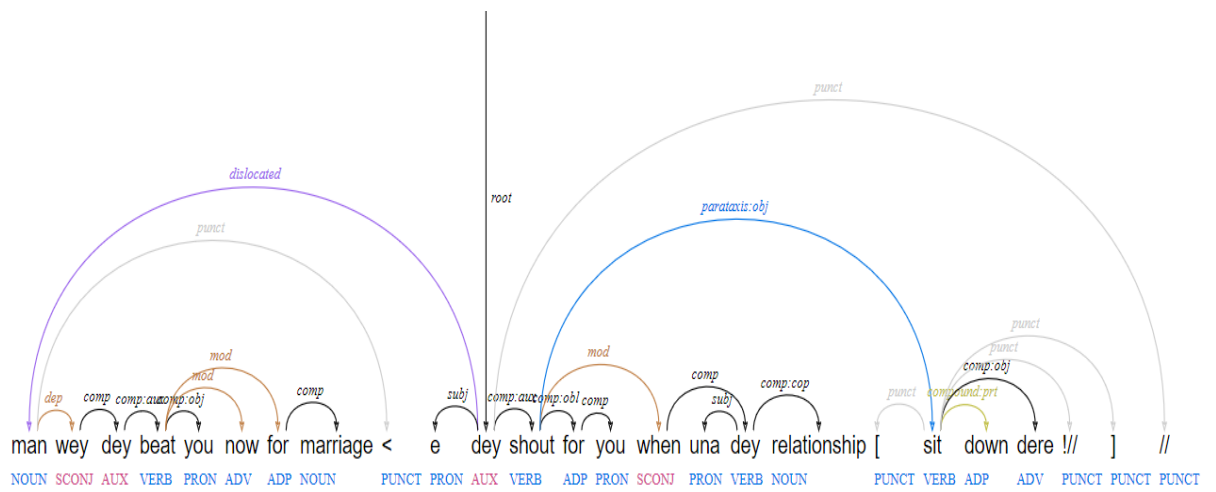 punct
dislocated
root
parataxis:obj
punct
punct
mod
mod
punct
mod
comp
comp:obj
comp:cop
dep
comp
comp:aux
comp:obj
comp
subj
comp:aux
comp:obl
comp
subj
punct
compound:prt
man wey dey beat you now for marriage < e dey shout for you when una dey relationship [ sit down dere !// ] //
NOUN SCONJ AUX VERB PRON ADV ADP NOUN PUNCT PRON AUX VERB ADP PRON SCONJ PRON VERB NOUN PUNCT VERB ADP ADV PUNCT PUNCT PUNCT